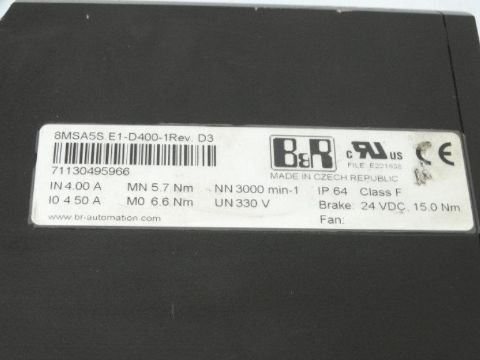 8MSA5S.E1-D400-1Rev. D3
71130495966
B&R
c UR US
FILE E221638
CE
MADE IN CZECH REPUBLIC
IN 4.00 A MN 5.7 Nm NN 3000 min-1 IP 64 Class F
I0 4.50 A M0 6.6 Nm UN 330 V Brake: 24 VDC, 15.0 Nm
www.br-automation.com Fan: